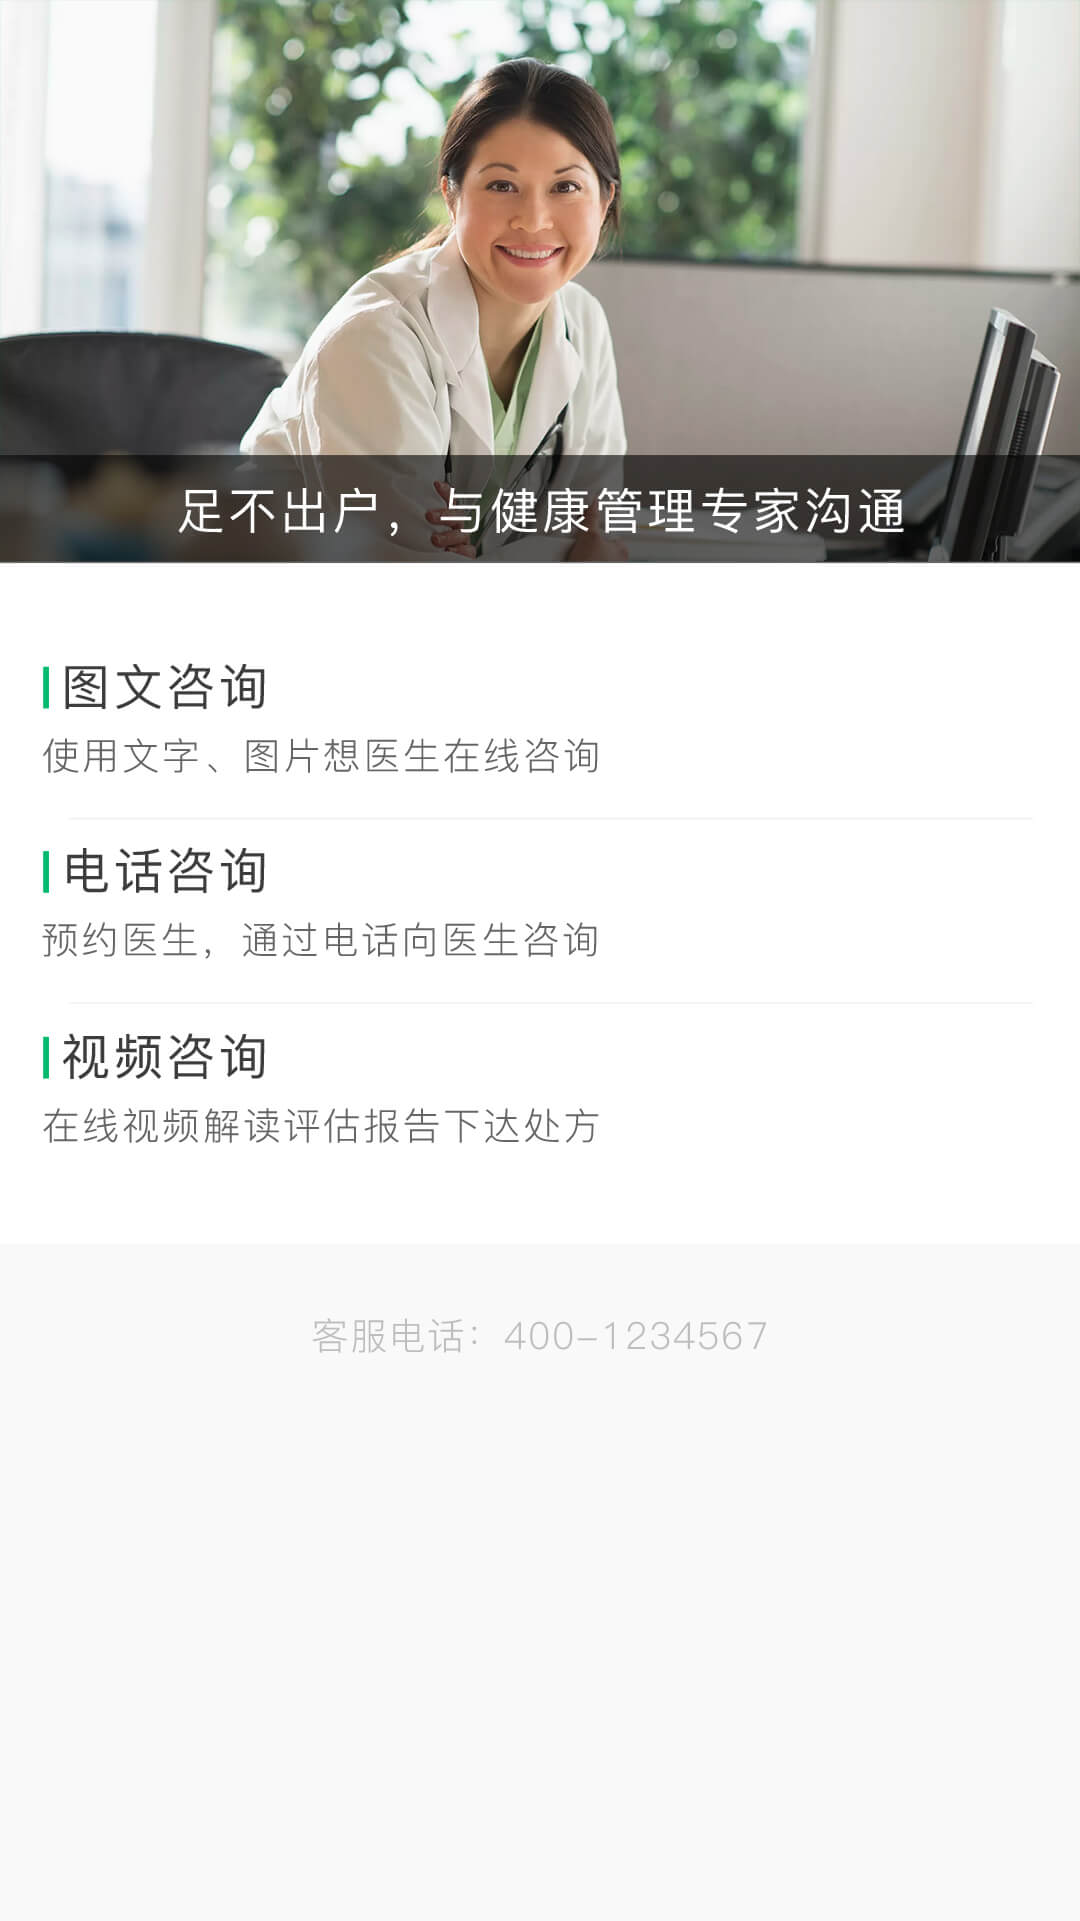 足不出户，与健康管理专家沟通
图文咨询
使用文字、图片想医生在线咨询
电话咨询
预约医生，通过电话向医生咨询
视频咨询
在线视频解读评估报告下达处方
客服电话：400-1234567